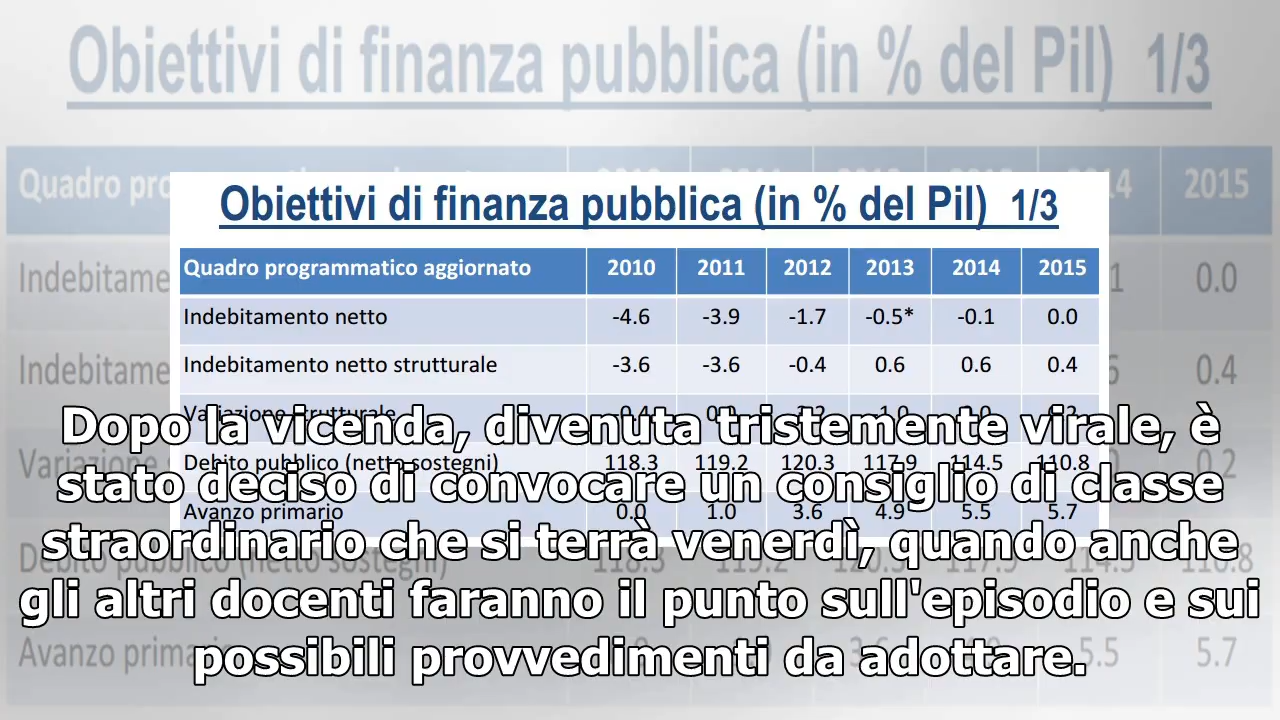 Obiettivi di finanza pubblica (in % del Pil) 1/3
Quadro programmatico aggiornato 2010 2011 2012 2013 2014 2015
Indebitamento netto -4.6 -3.9 -1.7 -0.5* -0.1 0.0
Indebitamento netto strutturale -3.6 -3.6 -0.4 0.6 0.6 0.4
Variazione strutturale
Debito pubblico (netto sostegni) 118.3 119.2 120.3 117.9 114.5 110.8
Avanzo primario 0.0 1.0 3.6 4.9 5.5 5.7
Dopo la vicenda, divenuta tristemente virale, è
stato deciso di convocare un consiglio di classe
straordinario che si terrà venerdì, quando anche
gli altri docenti faranno il punto sull'episodio e sui
possibili provvedimenti da adottare.